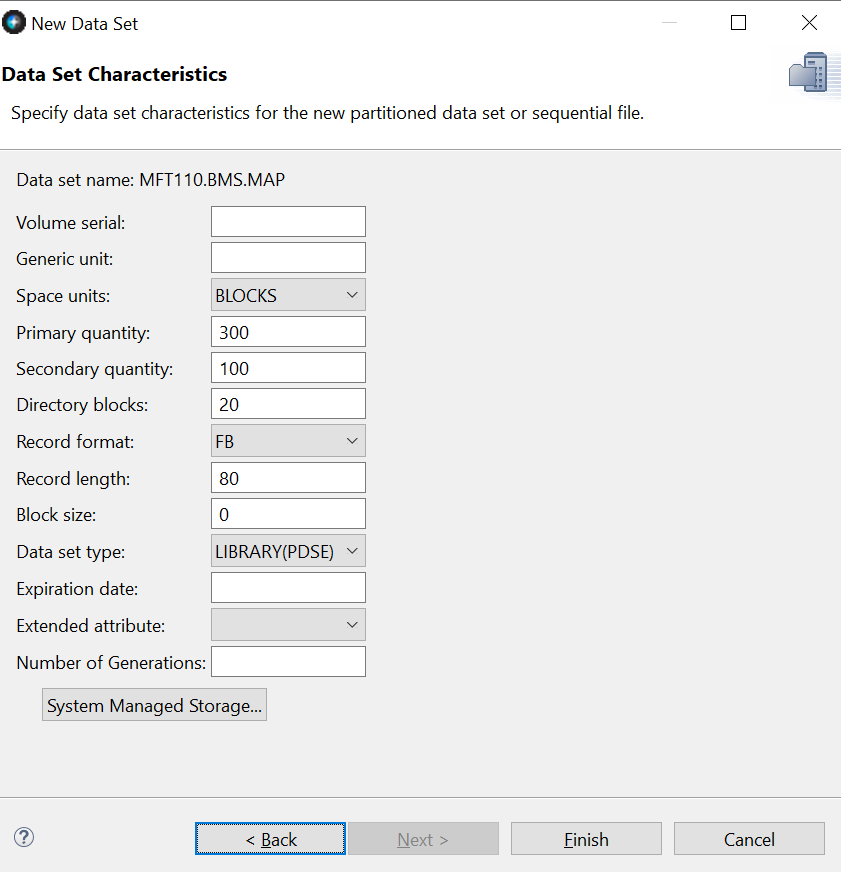 New Data Set
Data Set Characteristics
Specify data set characteristics for the new partitioned data set or sequential file.
Data set name: MFT110.BMS.MAP
Volume serial:
Generic unit:
Space units: BLOCKS
Primary quantity: 300
Secondary quantity: 100
Directory blocks: 20
Record format: FB
Record length: 80
Block size: 0
Data set type: LIBRARY(PDSE)
Expiration date:
Extended attribute:
Number of Generations:
System Managed Storage...
? < Back Next > Finish Cancel